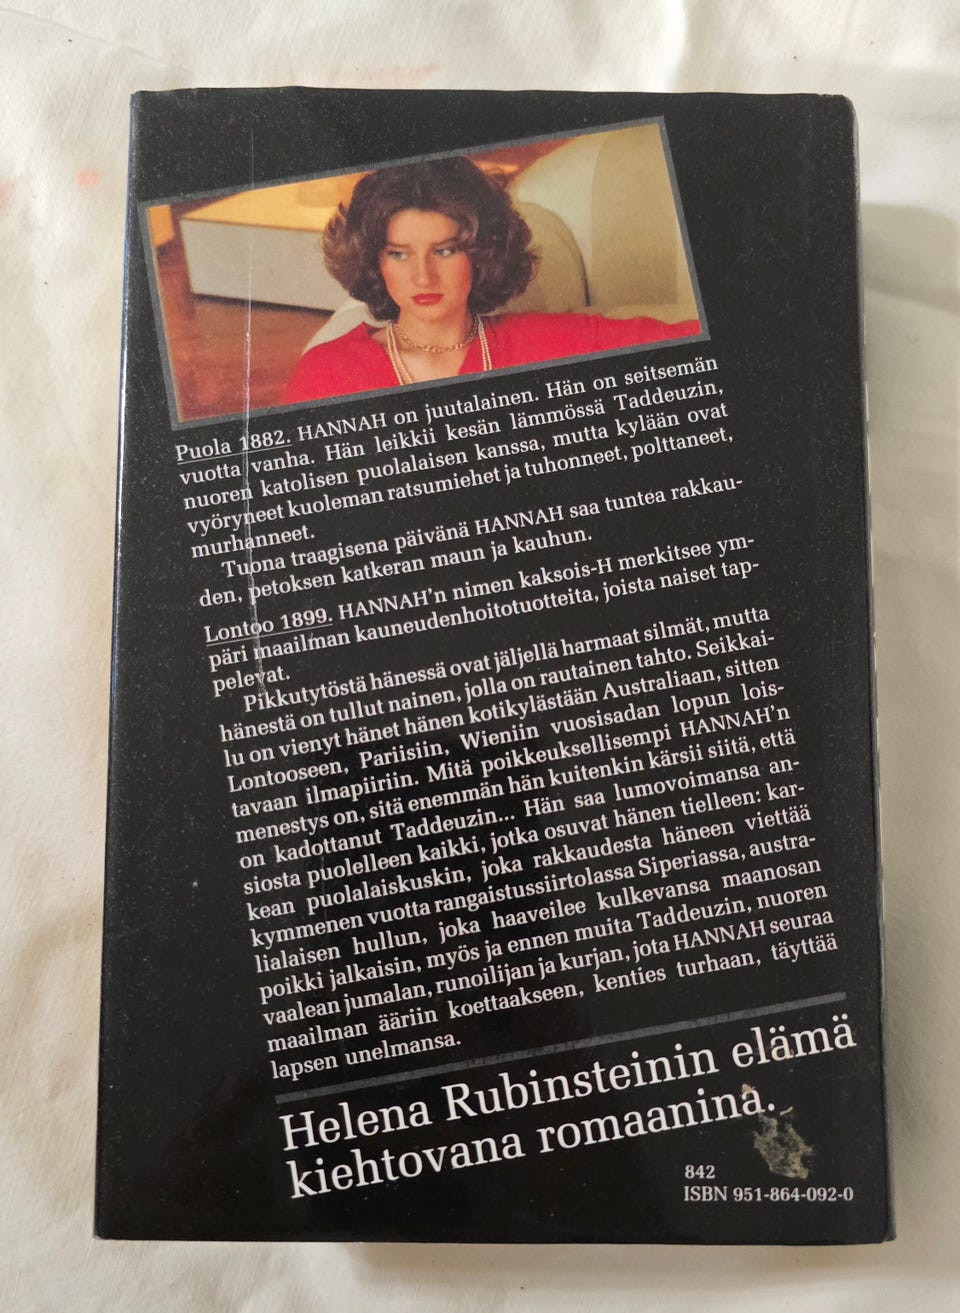 Puola 1882. HANNAH on juutalainen. Hän on seitsemän
vuotta vanha. Hän leikkii kesän lämmössä Taddeuzin,
nuoren katolisen puolalaisen kanssa, mutta kylään ovat
vyöryneet kuoleman ratsumiehet ja tuhonneet, polttaneet,
murhanneet.
Tuona traagisena päivänä HANNAH saa tuntea rakkau-
den, petoksen katkeran maun ja kauhun.
Lontoo 1899. HANNAH'n nimen kaksois-H merkitsee ym-
päri maailman kauneudenhoitotuotteita, joista naiset tap-
pelevat.
Pikkutytöstä hänessä ovat jäljellä harmaat silmät, mutta
hänestä on tullut nainen, jolla on rautainen tahto. Seikkai-
lu on vienyt hänet hänen kotikylästään Australiaan, sitten
Lontooseen, Pariisiin, Wieniin vuosisadan lopun lois-
tavaan ilmapiiriin. Mitä poikkeuksellisempi HANNAH'n
menestys on, sitä enemmän hän kuitenkin kärsii siitä, että
on kadottanut Taddeuzin... Hän saa lumovoimansa an-
siosta puolelleen kaikki, jotka osuvat hänen tielleen: kar-
kean puolalaiskuskin, joka rakkaudesta häneen viettää
kymmenen vuotta rangaistussiirtolassa Siperiassa, austra-
lialaisen hullun, joka haaveilee kulkevansa maanosan
poikki jalkaisin, myös ja ennen muita Taddeuzin, nuoren
vaalean jumalan, runoilijan ja kurjan, jota HANNAH seuraa
maailman ääriin koettaakseen, kenties turhaan, täyttää
lapsen unelmansa.
Helena Rubinsteinin elämä
kiehtovana romaanina.
842
ISBN 951-864-092-0